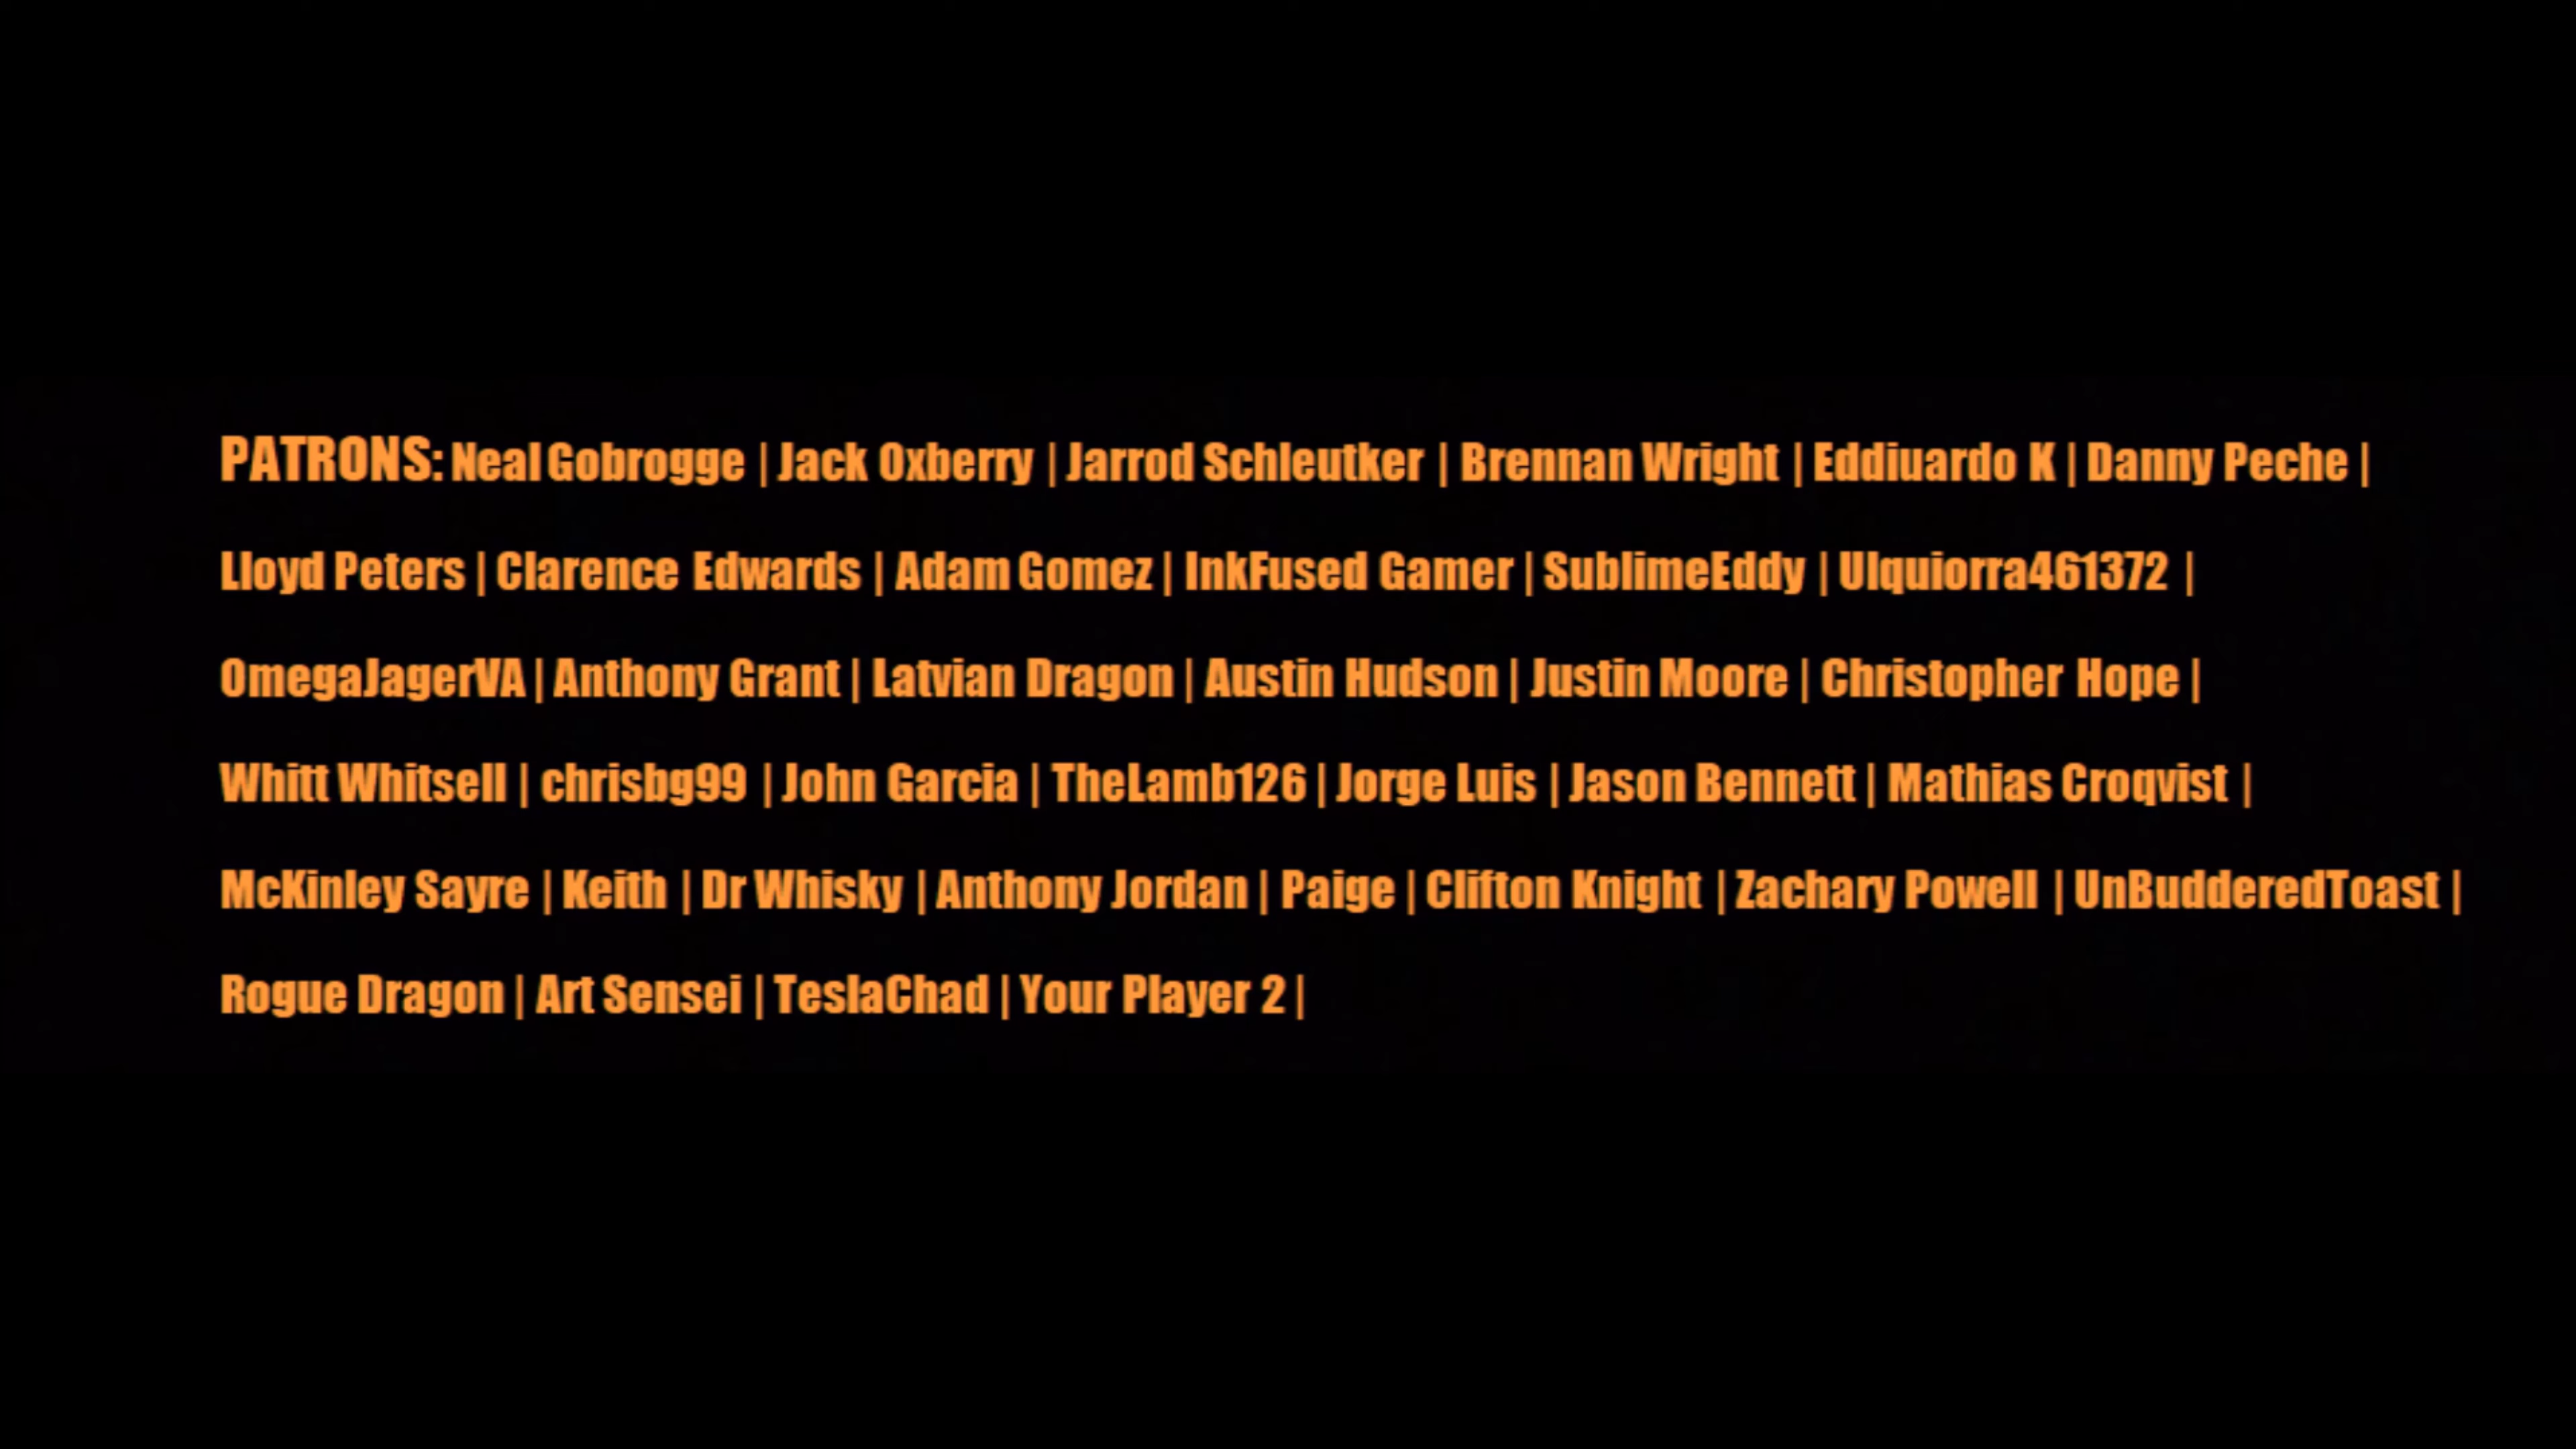 PATRONS: Neal Gobrogge | Jack Oxberry | Jarrod Schleutker | Brennan Wright | Eddiuardo K | Danny Peche |
Lloyd Peters | Clarence Edwards | Adam Gomez | InkFused Gamer | SublimeEddy | Ulquiorra461372 |
OmegaJagerVA | Anthony Grant | Latvian Dragon | Austin Hudson | Justin Moore | Christopher Hope |
Whitt Whitsell | chrisbg99 | John Garcia | TheLamb126 | Jorge Luis | Jason Bennett | Mathias Croqvist |
McKinley Sayre | Keith | Dr Whisky | Anthony Jordan | Paige | Clifton Knight | Zachary Powell | UnBudderedToast |
Rogue Dragon | Art Sensei | TeslaChad | Your Player 2 |